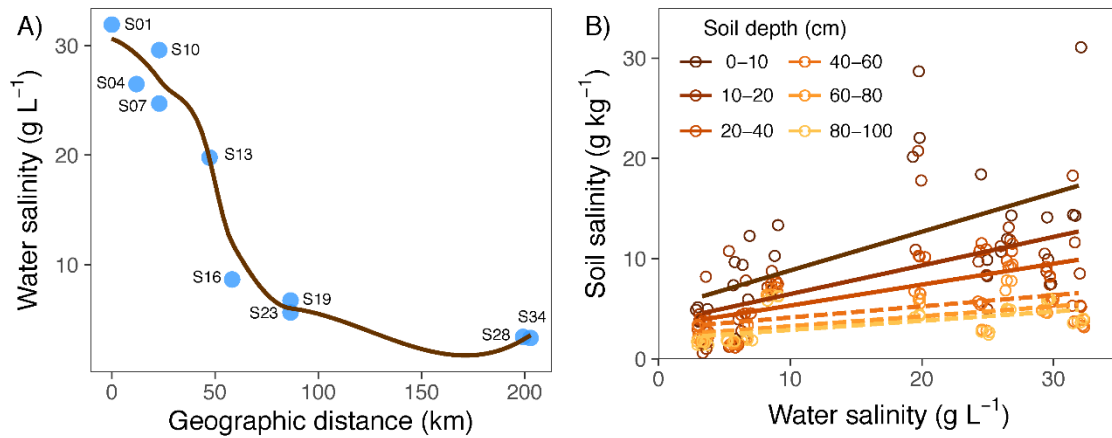 A)
Water salinity (g L⁻¹)
30
20
10
S01
S10
S04
S07
S13
S16
S19
S23
S34
S28
0
50
100
150
200
Geographic distance (km)
B)
Soil salinity (g kg⁻¹)
30
20
10
0
Soil depth (cm)
0–10
40–60
10–20
60–80
20–40
80–100
0
10
20
30
Water salinity (g L⁻¹)